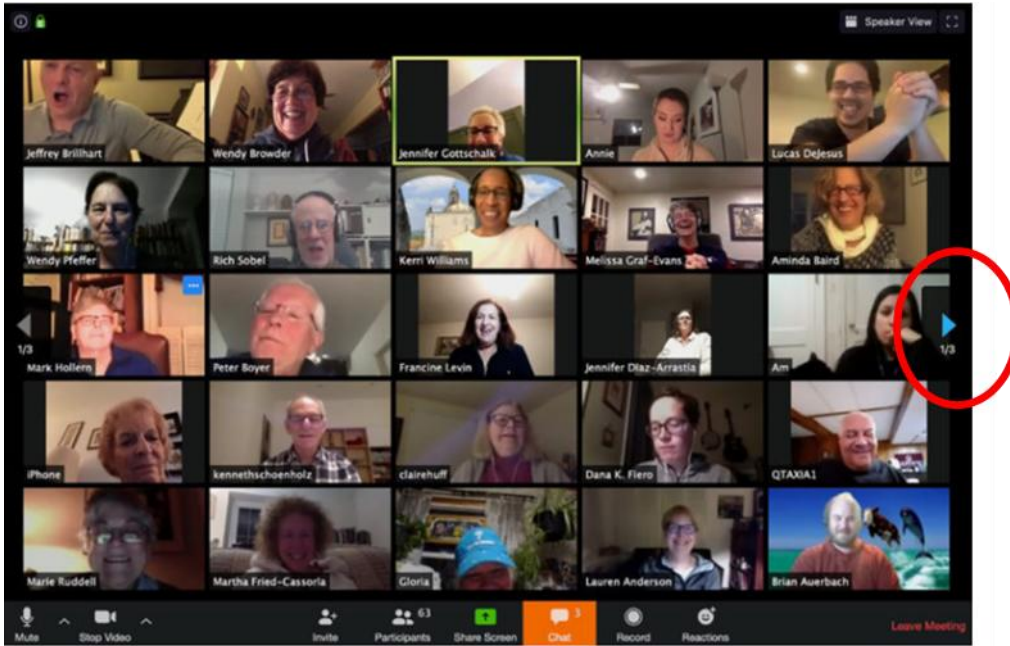 Speaker View
Jeffrey Brillhart
Wendy Browder
Jennifer Gottschalk
Annie
Lucas DeJesus
Wendy Pfeffer
Rich Sobel
Kerri Williams
Melissa Graf-Evans
Aminda Baird
1/3
Mark Hollern
Peter Boyer
Francine Levin
Jennifer Diaz-Arrastia
Am
1/3
iPhone
kennethschoenholz
clairehuff
Dana K. Fiero
QTAXIA1
Marie Ruddell
Martha Fried-Cassorla
Gloria
Lauren Anderson
Brian Auerbach
Mute
Stop Video
Invite
63
Participants
Share Screen
3
Chat
Record
Reactions
Leave Meeting